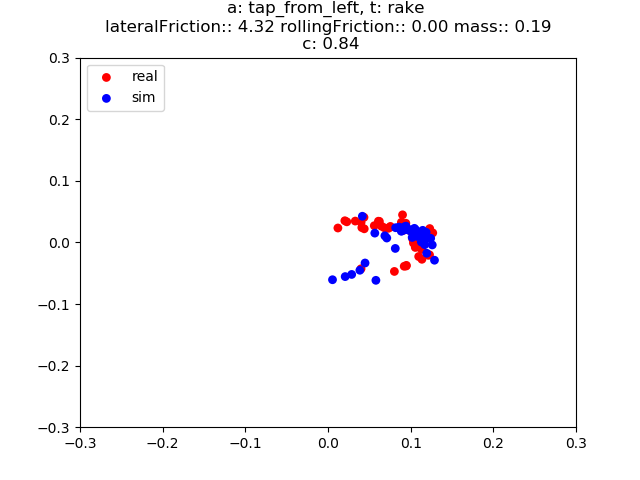 a: tap_from_left, t: rake
lateralFriction:: 4.32 rollingFriction:: 0.00 mass:: 0.19
c: 0.84
real
sim
0.3
0.2
0.1
0.0
−0.1
−0.2
−0.3
−0.3 −0.2 −0.1 0.0 0.1 0.2 0.3